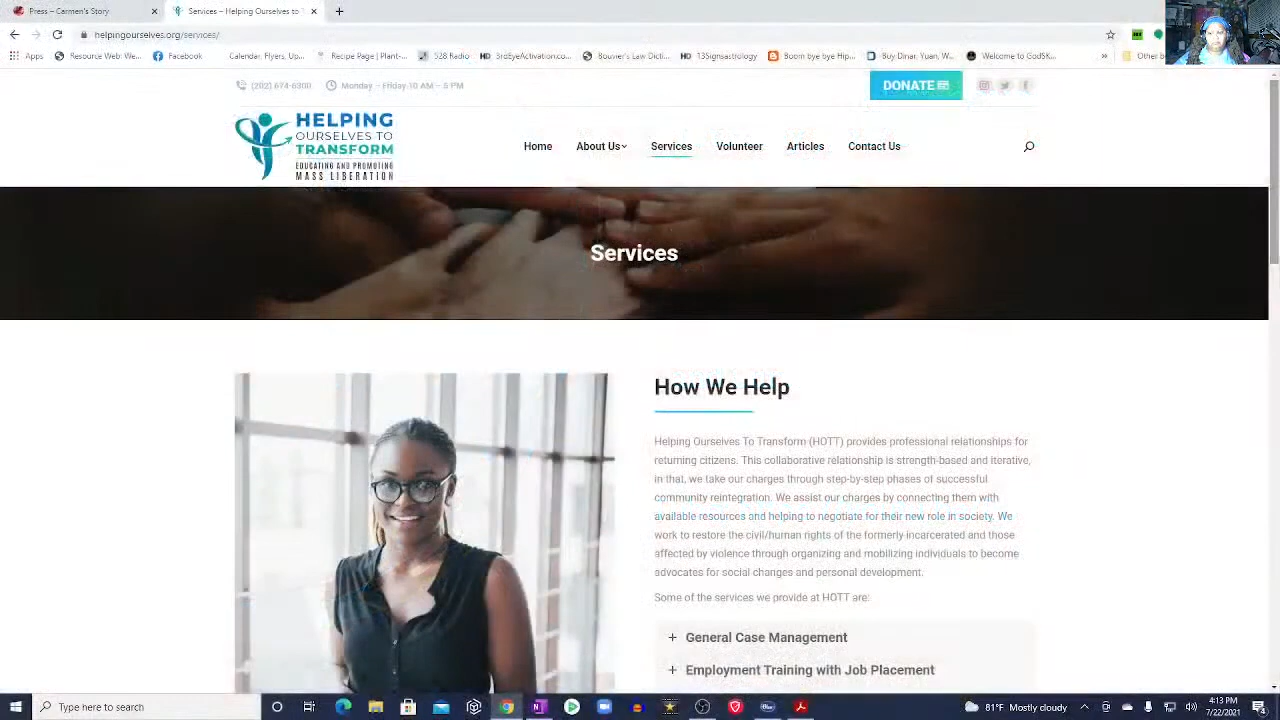 Press – Carmen's Story
Services – Helping Ourselves to
helpingourselves.org/services/
Apps
Resource Web We
Facebook
Calendar, Flyers, Up...
Recipe Page | Plant-
528 Radio
3rdEyeActivation.co...
Bouvier's Law Dict...
13Signsastrology
Boom bye bye Hip...
Buy Dinar, Yuan, W...
Welcome to GodSK...
»
Other b
(202) 674-6300
Monday – Friday 10 AM – 5 PM
DONATE
HELPING
OURSELVES TO
TRANSFORM
EDUCATING AND PROMOTING
MASS LIBERATION
Home About Us Services Volunteer Articles Contact Us
Services
How We Help
Helping Ourselves To Transform (HOTT) provides professional relationships for
returning citizens. This collaborative relationship is strength-based and iterative,
in that, we take our charges through step-by-step phases of successful
community reintegration. We assist our charges by connecting them with
available resources and helping to negotiate for their new role in society. We
work to restore the civil/human rights of the formerly-incarcerated and those
affected by violence through organizing and mobilizing individuals to become
advocates for social changes and personal development.
Some of the services we provide at HOTT are:
+ General Case Management
+ Employment Training with Job Placement
Type here to search
81°F Mostly cloudy
4:13 PM
7/22/2021